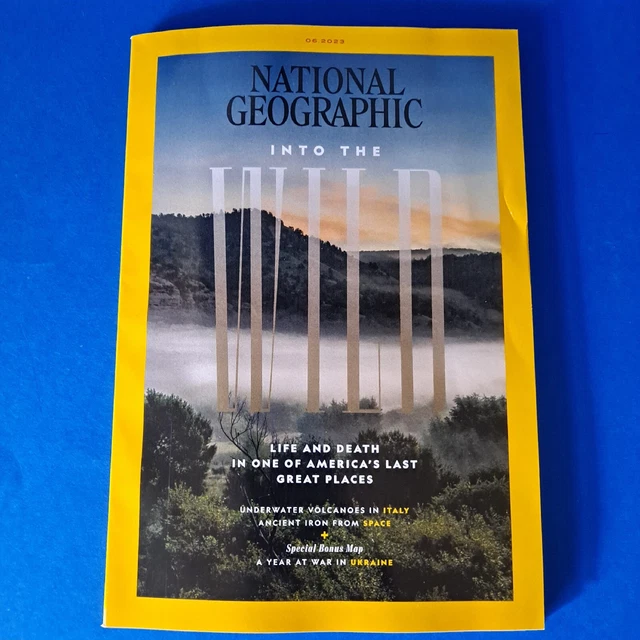 06.2023
NATIONAL
GEOGRAPHIC
INTO THE
WILD
LIFE AND DEATH
IN ONE OF AMERICA'S LAST
GREAT PLACES
UNDERWATER VOLCANOES IN ITALY
ANCIENT IRON FROM SPACE
+
Special Bonus Map
A YEAR AT WAR IN UKRAINE